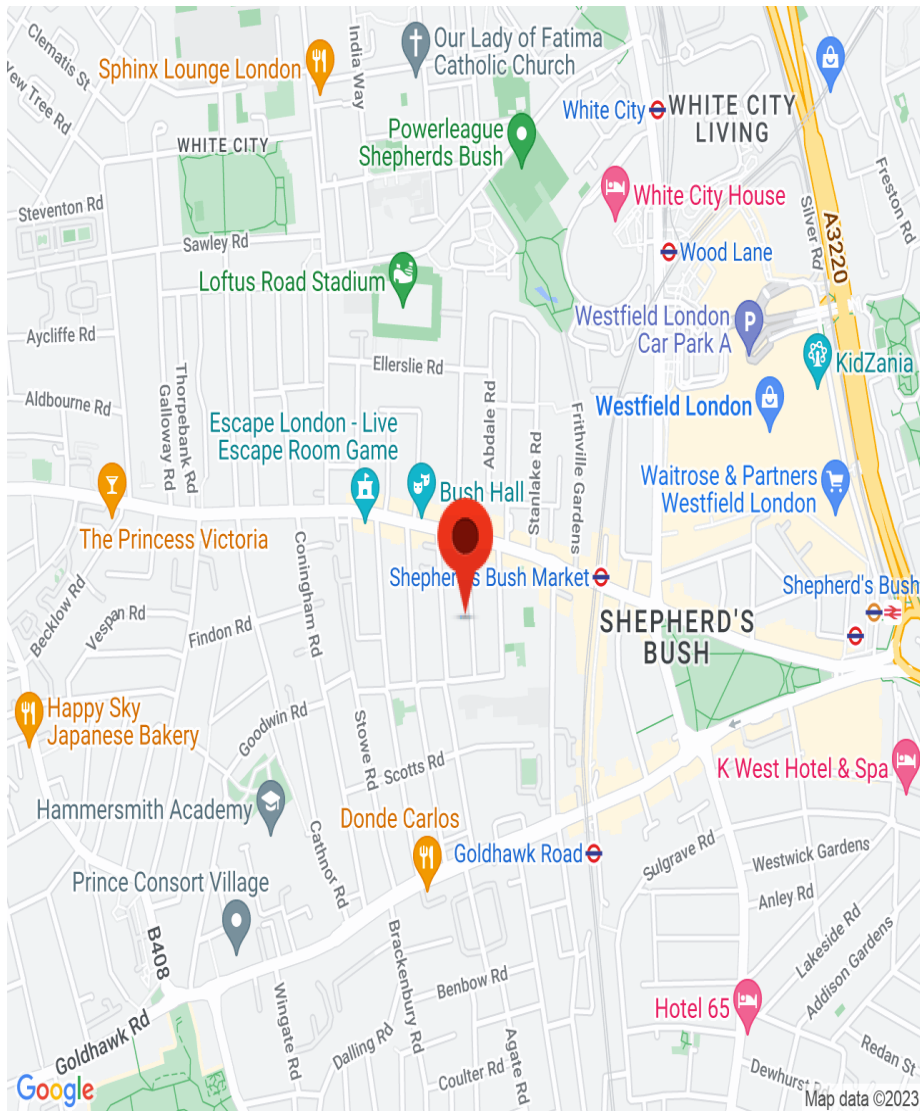 Clematis St
India Way
Our Lady of Fatima
Catholic Church
Sphinx Lounge London
Yew Tree Rd
White City
WHITE CITY
LIVING
Powerleague
Shepherds Bush
WHITE CITY
Freston Rd
White City House
Steventon Rd
Silver Rd
A3220
Sawley Rd
Wood Lane
Loftus Road Stadium
Westfield London
Car Park A
P
Aycliffe Rd
Ellerslie Rd
KidZania
Thorpebank Rd
Galloway Rd
Aldbourne Rd
Abdale Rd
Frithville Gardens
Westfield London
Escape London - Live
Escape Room Game
Stanlake Rd
Waitrose & Partners
Westfield London
Bush Hall
The Princess Victoria
Coningham Rd
Shepherd's Bush Market
Shepherd's Bush
Becklow Rd
Vespan Rd
Findon Rd
SHEPHERD'S
BUSH
Happy Sky
Japanese Bakery
Goodwin Rd
Stowe Rd
Scotts Rd
K West Hotel & Spa
Hammersmith Academy
Cathnor Rd
Donde Carlos
Goldhawk Road
Sulgrave Rd
Westwick Gardens
Anley Rd
Prince Consort Village
B408
Brackenbury Rd
Lakeside Rd
Addison Gardens
Benbow Rd
Wingate Rd
Hotel 65
Goldhawk Rd
Dalling Rd
Agate Rd
Redan St
Coulter Rd
Dewhurst
Google
Map data ©2023